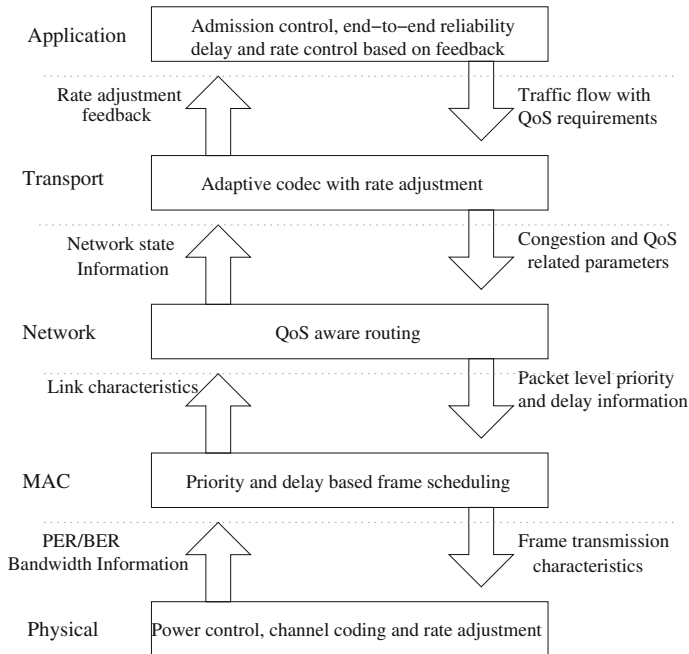 Application
Admission control, end−to−end reliability
delay and rate control based on feedback
Rate adjustment
feedback
Traffic flow with
QoS requirements
Transport
Adaptive codec with rate adjustment
Network state
Information
Congestion and QoS
related parameters
Network
QoS aware routing
Link characteristics
Packet level priority
and delay information
MAC
Priority and delay based frame scheduling
PER/BER
Bandwidth Information
Frame transmission
characteristics
Physical
Power control, channel coding and rate adjustment